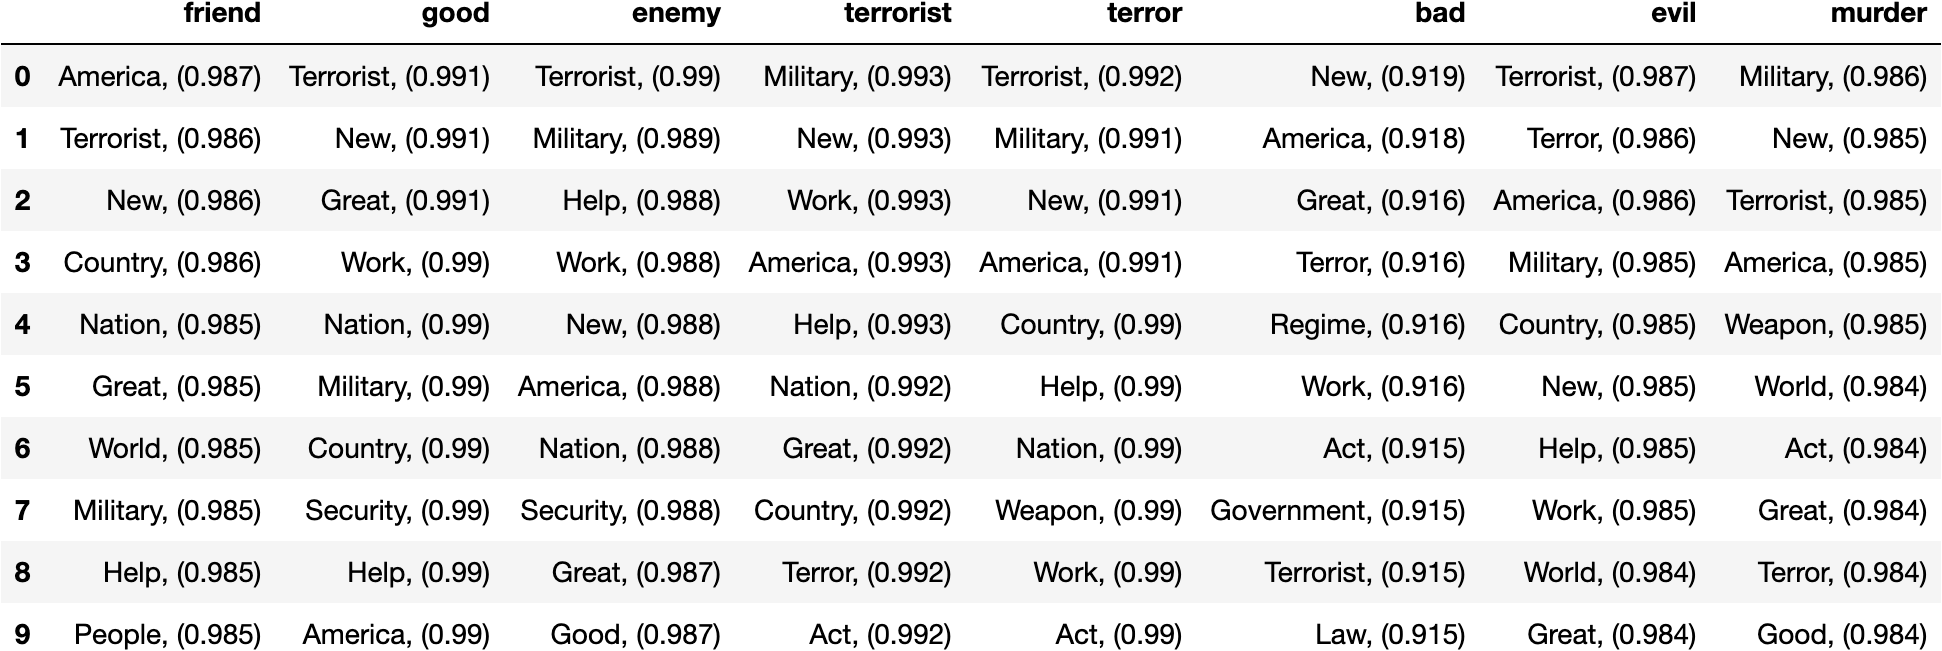 friend good enemy terrorist terror bad evil murder
0 America, (0.987) Terrorist, (0.991) Terrorist, (0.99) Military, (0.993) Terrorist, (0.992) New, (0.919) Terrorist, (0.987) Military, (0.986)
1 Terrorist, (0.986) New, (0.991) Military, (0.989) New, (0.993) Military, (0.991) America, (0.918) Terror, (0.986) New, (0.985)
2 New, (0.986) Great, (0.991) Help, (0.988) Work, (0.993) New, (0.991) Great, (0.916) America, (0.986) Terrorist, (0.985)
3 Country, (0.986) Work, (0.99) Work, (0.988) America, (0.993) America, (0.991) Terror, (0.916) Military, (0.985) America, (0.985)
4 Nation, (0.985) Nation, (0.99) New, (0.988) Help, (0.993) Country, (0.99) Regime, (0.916) Country, (0.985) Weapon, (0.985)
5 Great, (0.985) Military, (0.99) America, (0.988) Nation, (0.992) Help, (0.99) Work, (0.916) New, (0.985) World, (0.984)
6 World, (0.985) Country, (0.99) Nation, (0.988) Great, (0.992) Nation, (0.99) Act, (0.915) Help, (0.985) Act, (0.984)
7 Military, (0.985) Security, (0.99) Security, (0.988) Country, (0.992) Weapon, (0.99) Government, (0.915) Work, (0.985) Great, (0.984)
8 Help, (0.985) Help, (0.99) Great, (0.987) Terror, (0.992) Work, (0.99) Terrorist, (0.915) World, (0.984) Terror, (0.984)
9 People, (0.985) America, (0.99) Good, (0.987) Act, (0.992) Act, (0.99) Law, (0.915) Great, (0.984) Good, (0.984)